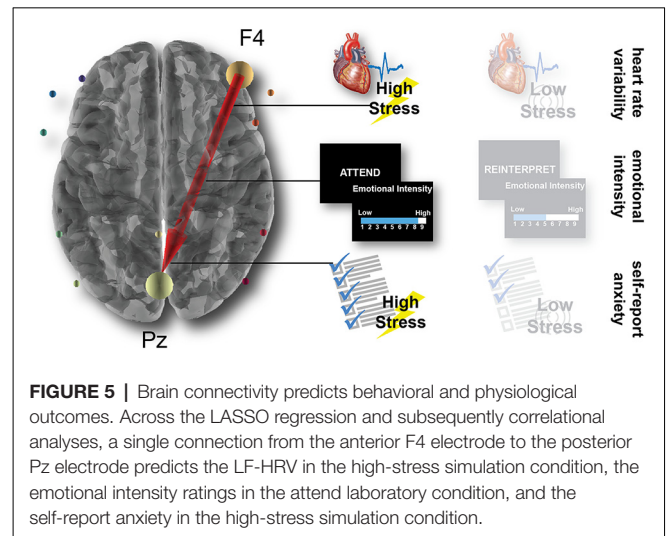 F4
High
Stress
Low
Stress
heart rate
variability
ATTEND
Emotional Intensity
Low High
1 2 3 4 5 6 7 8 9
REINTERPRET
Emotional Intensity
Low High
1 2 3 4 5 6 7 8 9
emotional
intensity
High
Stress
Low
Stress
self-report
anxiety
Pz
FIGURE 5 | Brain connectivity predicts behavioral and physiological
outcomes. Across the LASSO regression and subsequently correlational
analyses, a single connection from the anterior F4 electrode to the posterior
Pz electrode predicts the LF-HRV in the high-stress simulation condition, the
emotional intensity ratings in the attend laboratory condition, and the
self-report anxiety in the high-stress simulation condition.